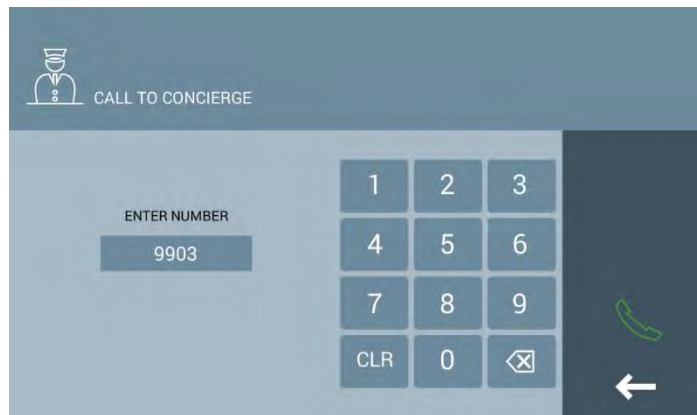 CALL TO CONCIERGE
ENTER NUMBER
9903
1 2 3
4 5 6
7 8 9
CLR 0